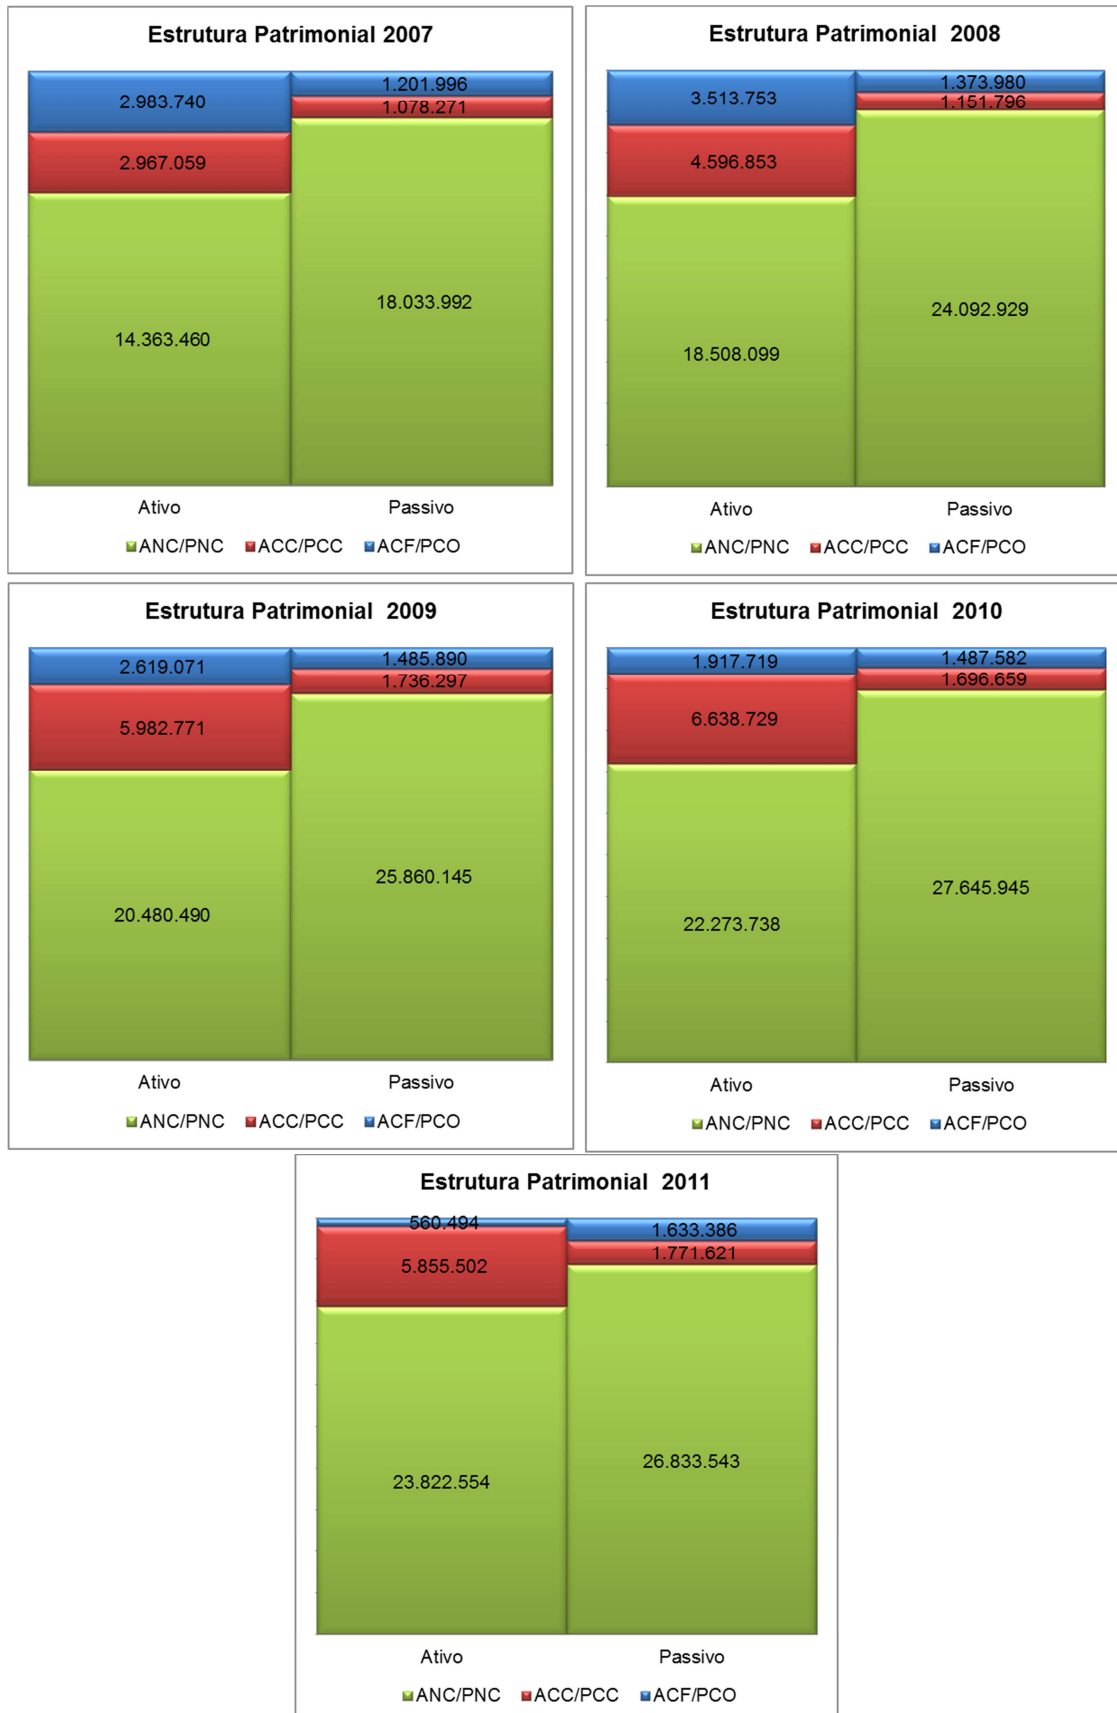 Estrutura Patrimonial 2007
2.983.740
1.201.996
1.078.271
2.967.059
18.033.992
14.363.460
Ativo
Passivo
ANC/PNC ACC/PCC ACF/PCO
Estrutura Patrimonial 2008
3.513.753
1.373.980
1.151.796
4.596.853
24.092.929
18.508.099
Ativo
Passivo
ANC/PNC ACC/PCC ACF/PCO
Estrutura Patrimonial 2009
2.619.071
1.485.890
1.736.297
5.982.771
25.860.145
20.480.490
Ativo
Passivo
ANC/PNC ACC/PCC ACF/PCO
Estrutura Patrimonial 2010
1.917.719
1.487.582
1.696.659
6.638.729
27.645.945
22.273.738
Ativo
Passivo
ANC/PNC ACC/PCC ACF/PCO
Estrutura Patrimonial 2011
560.494
1.633.386
1.771.621
5.855.502
26.833.543
23.822.554
Ativo
Passivo
ANC/PNC ACC/PCC ACF/PCO